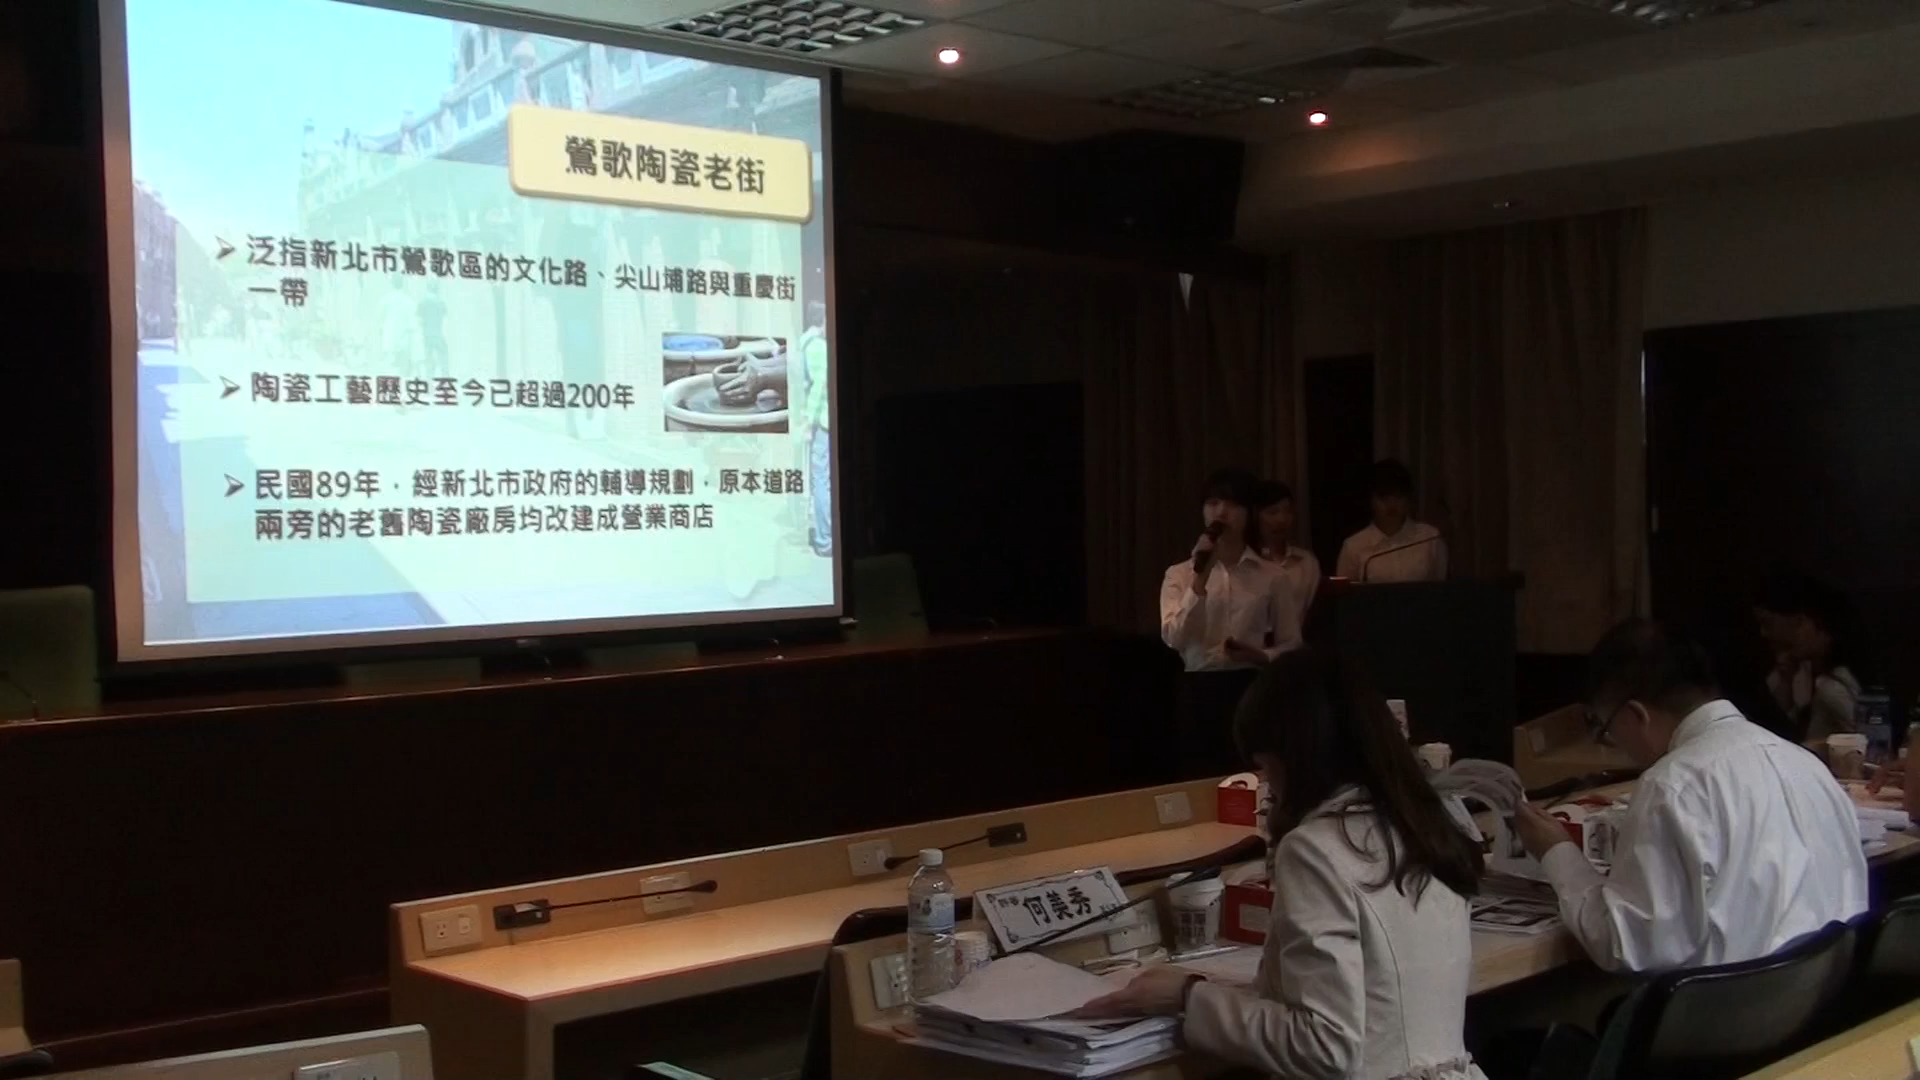 鶯歌陶瓷老街
泛指新北市鶯歌區的文化路、尖山埔路與重慶街
一帶
陶瓷工藝歷史至今已超過200年
民國89年，經新北市政府的輔導規劃，原本道路
兩旁的老舊陶瓷廠房均改建成營業商店
何美秀